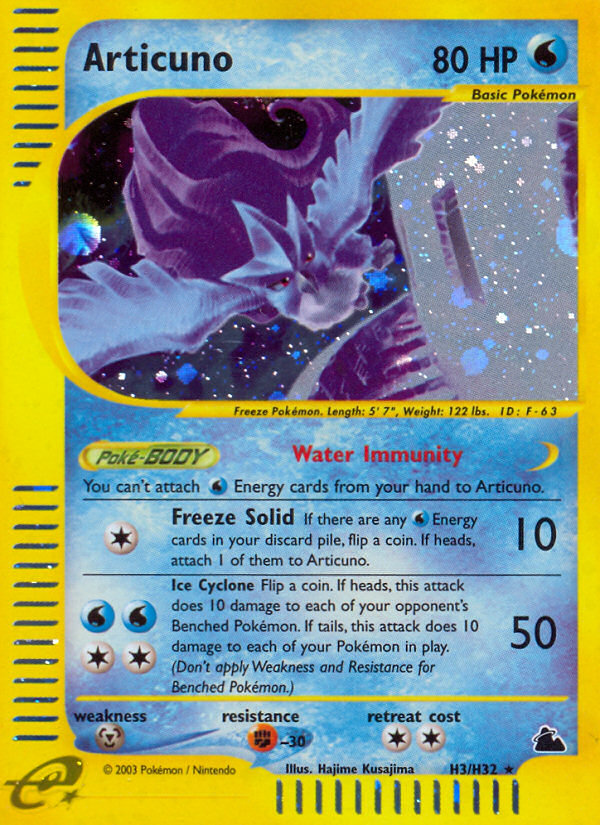 Articuno 80 HP
Basic Pokémon
Freeze Pokémon. Length: 5' 7", Weight: 122 lbs. ID: F-63
Poké-BODY Water Immunity
You can't attach Energy cards from your hand to Articuno.
Freeze Solid If there are any Energy
cards in your discard pile, flip a coin. If heads,
attach 1 of them to Articuno.
10
Ice Cyclone Flip a coin. If heads, this attack
does 10 damage to each of your opponent's
Benched Pokémon. If tails, this attack does 10
damage to each of your Pokémon in play.
(Don't apply Weakness and Resistance for
Benched Pokémon.)
50
weakness resistance retreat cost
-30
© 2003 Pokémon / Nintendo Illus. Hajime Kusajima H3/H32 ★
e